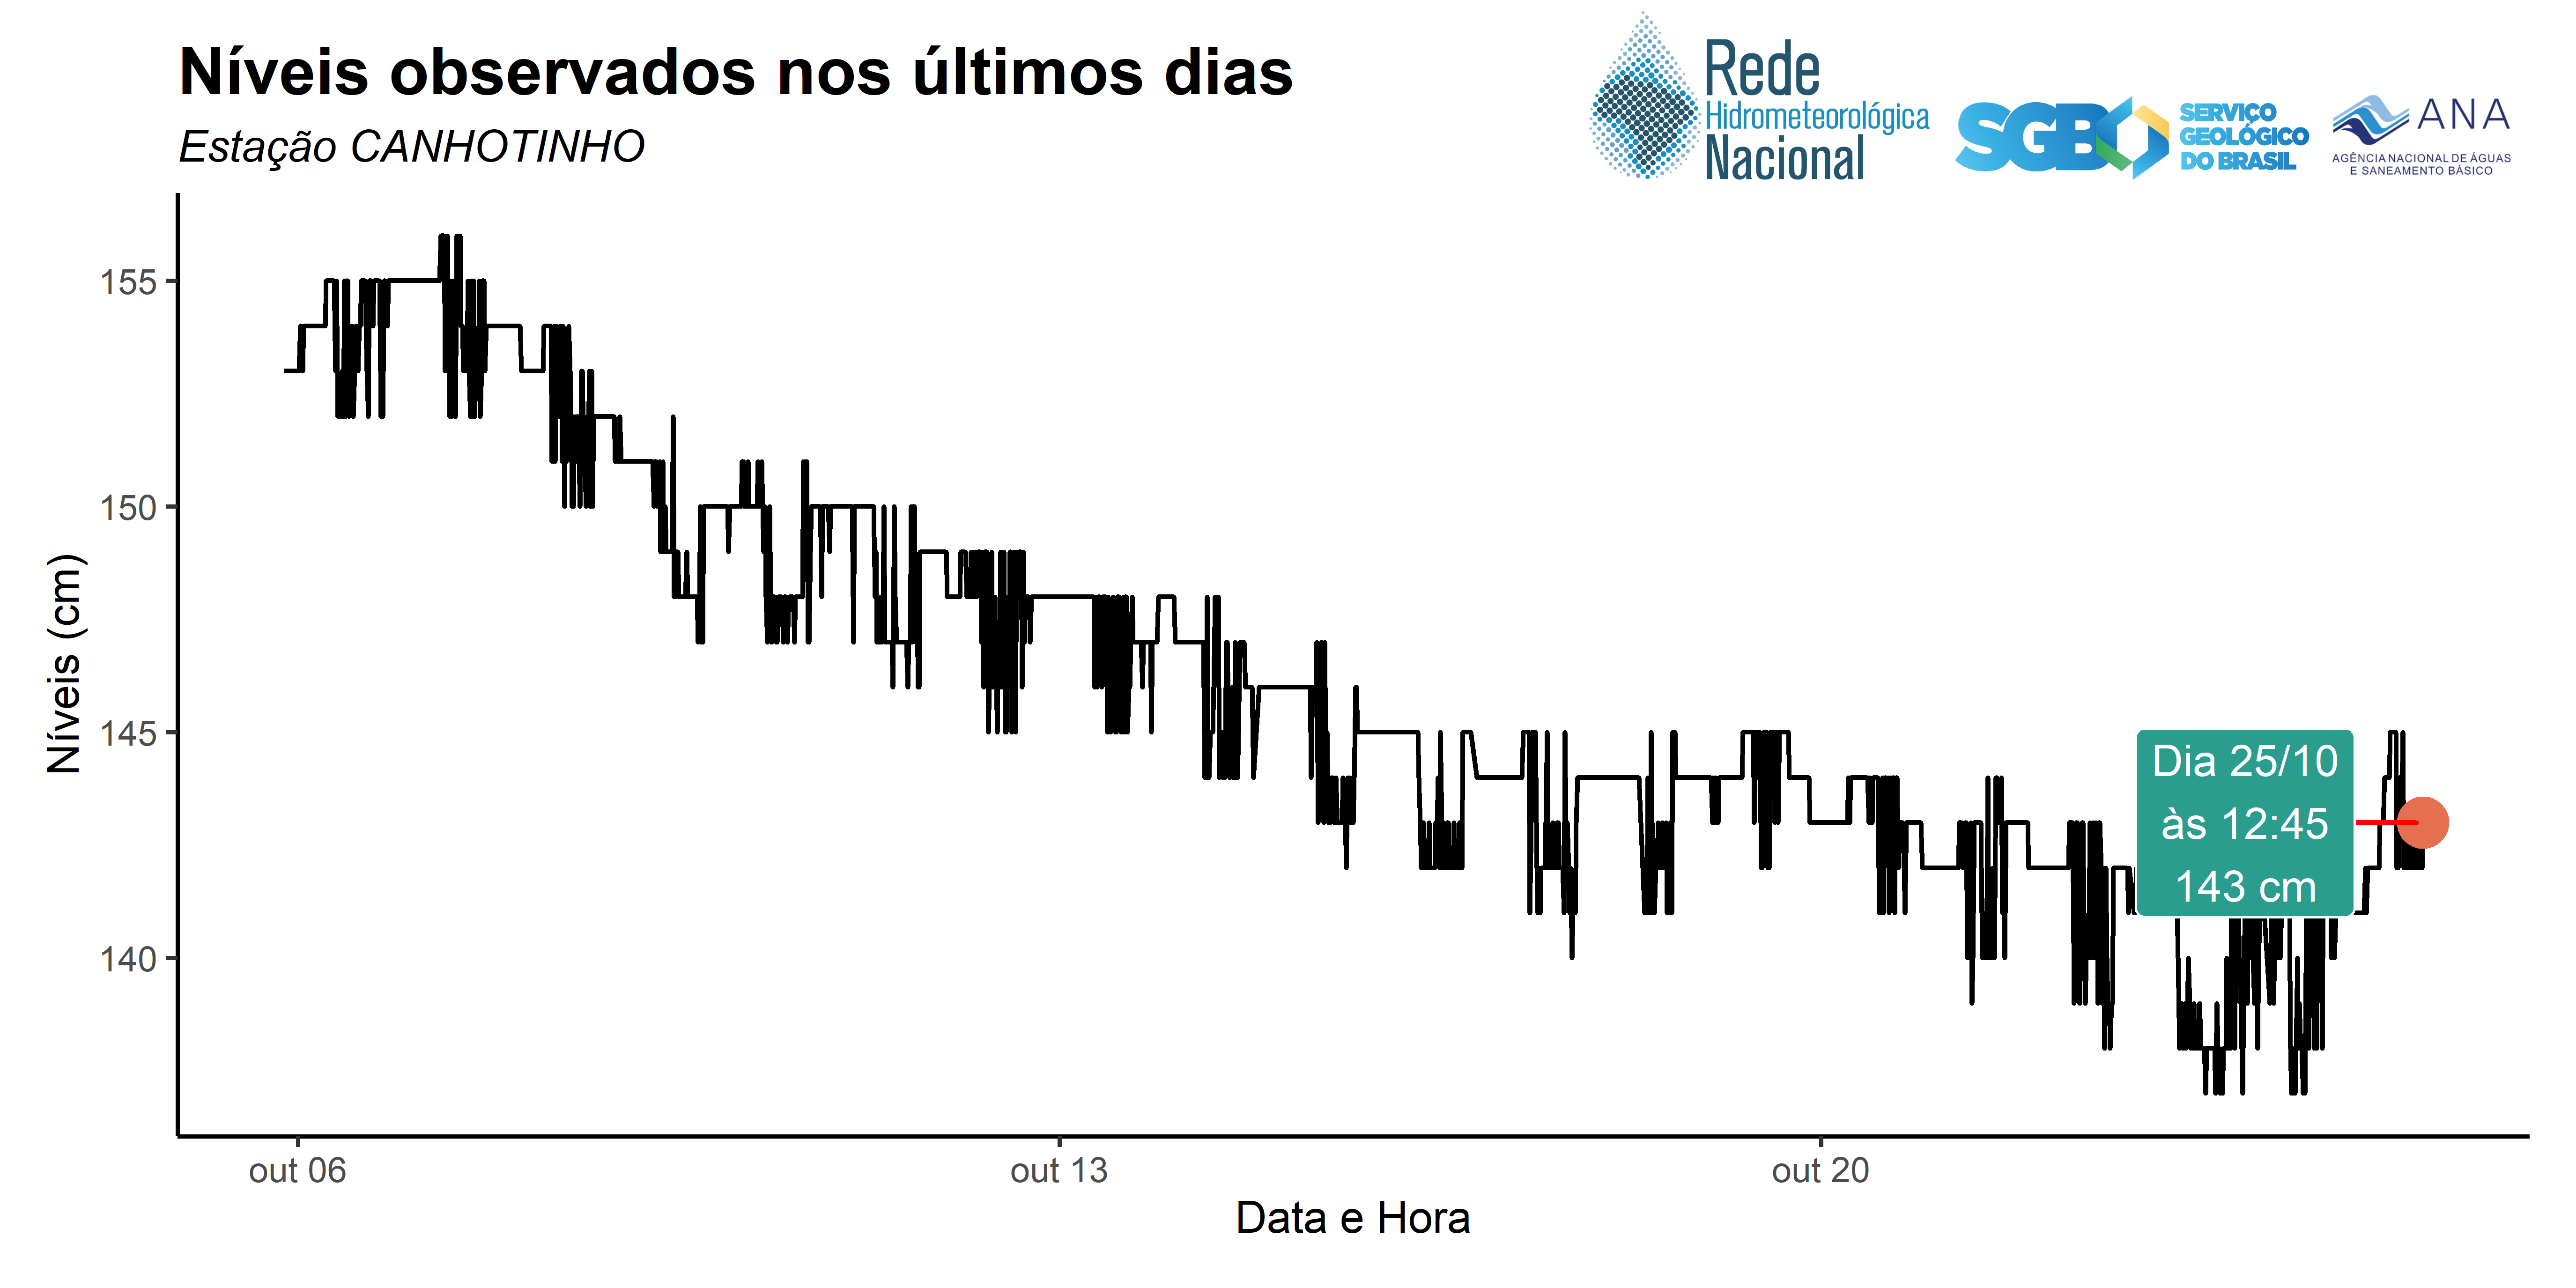 Níveis observados nos últimos dias
Estação CANHOTINHO
Rede
Hidrometeorológica
Nacional
SGB
SERVIÇO
GEOLÓGICO
DO BRASIL
ANA
AGÊNCIA NACIONAL DE ÁGUAS
E SANEAMENTO BÁSICO
155
150
145
140
Níveis (cm)
Dia 25/10
às 12:45
143 cm
out 06
out 13
out 20
Data e Hora